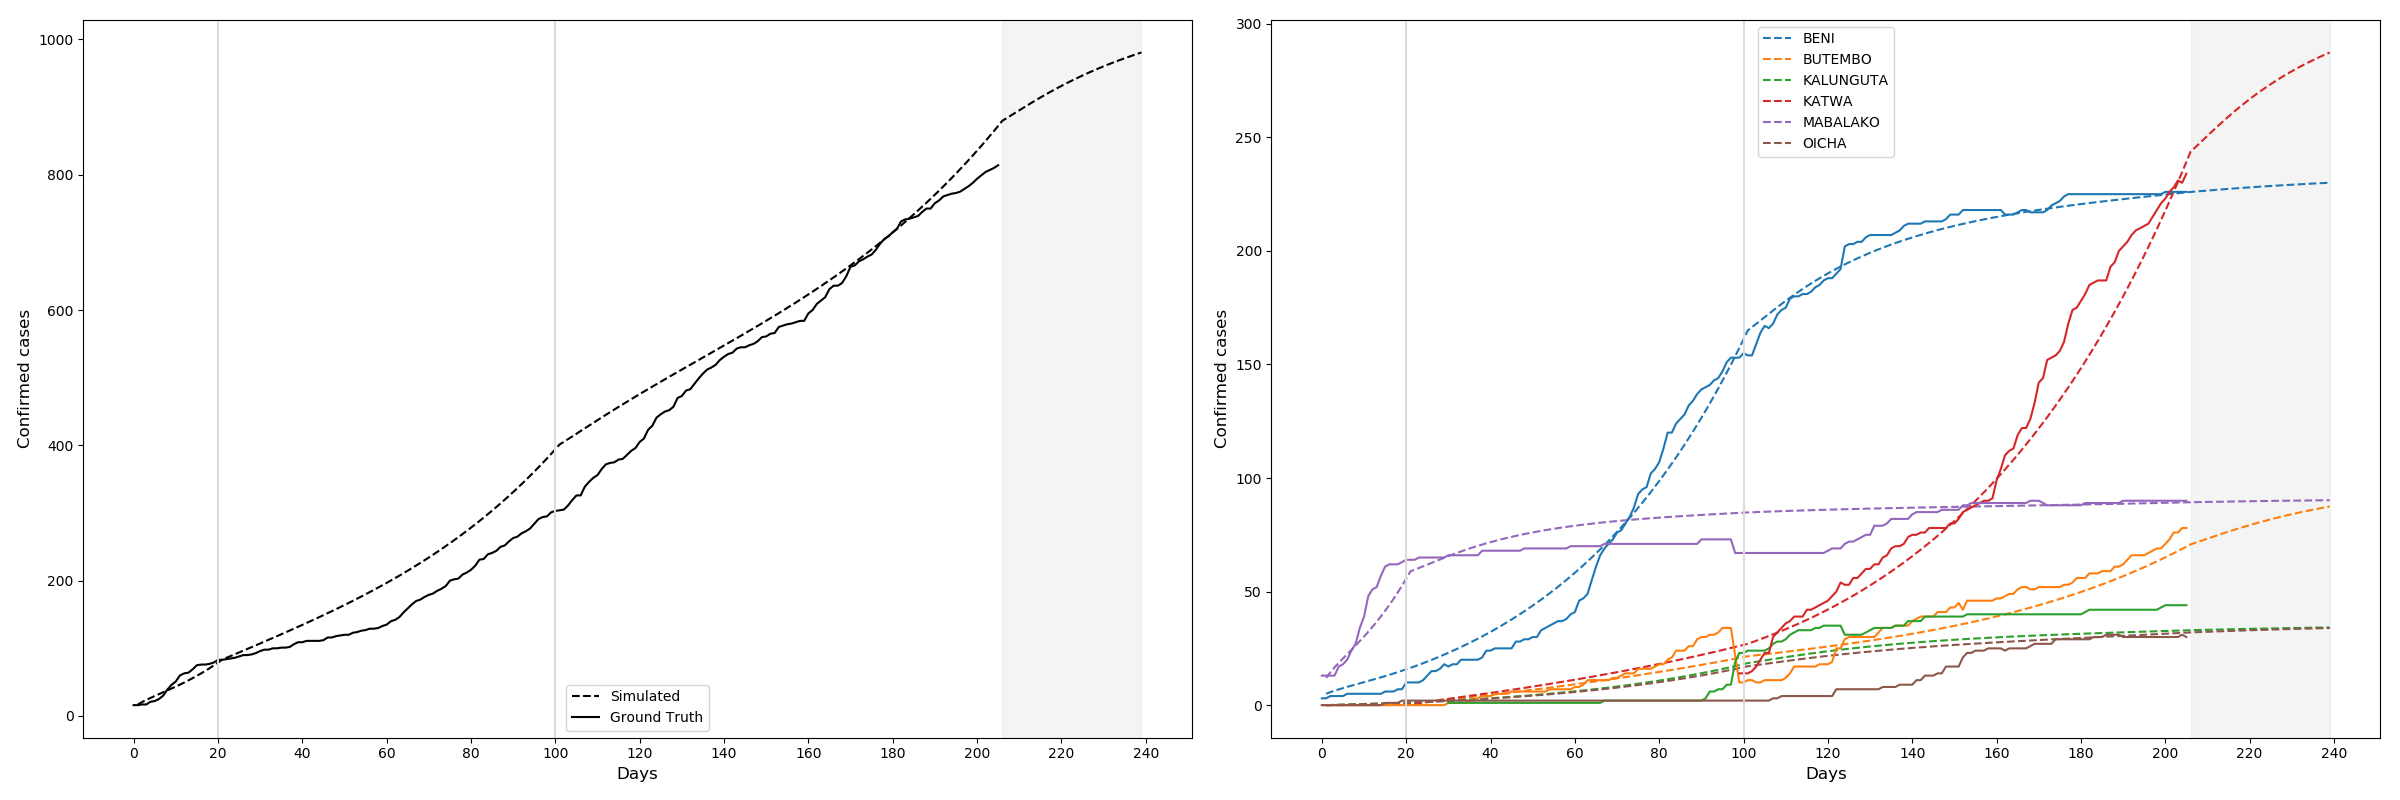 1000
800
600
400
200
0
Confirmed cases
0 20 40 60 80 100 120 140 160 180 200 220 240
Days
Simulated
Ground Truth
300
250
200
150
100
50
0
Confirmed cases
0 20 40 60 80 100 120 140 160 180 200 220 240
Days
BENI
BUTEMBO
KALUNGUTA
KATWA
MABALAKO
OICHA